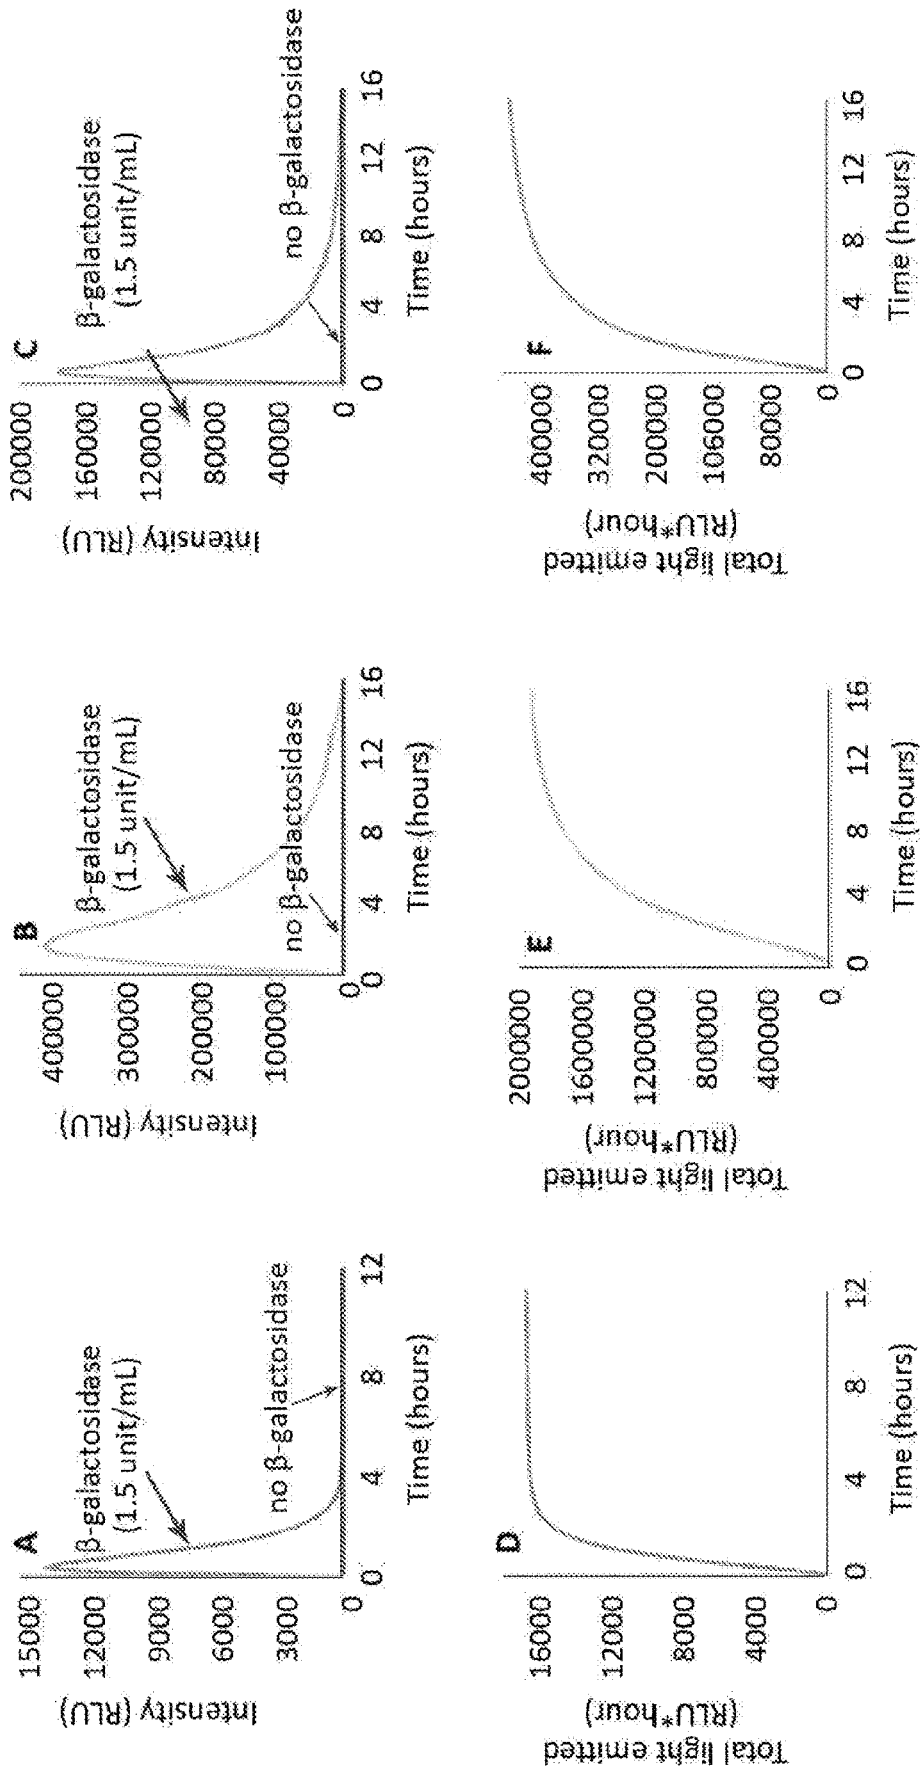 A
Intensity (RLU)
15000
12000
9000
6000
3000
0
β-galactosidase
(1.5 unit/mL)
no β-galactosidase
0
4
8
12
Time (hours)
B
Intensity (RLU)
400000
300000
200000
100000
0
β-galactosidase
(1.5 unit/mL)
no β-galactosidase
0
4
8
12
16
Time (hours)
C
Intensity (RLU)
200000
160000
120000
80000
40000
0
β-galactosidase
(1.5 unit/mL)
no β-galactosidase
0
4
8
12
16
Time (hours)
D
Total light emitted
(RLU*hour)
16000
12000
8000
4000
0
0
4
8
12
Time (hours)
E
Total light emitted
(RLU*hour)
2000000
1600000
1200000
800000
400000
0
0
4
8
12
16
Time (hours)
F
Total light emitted
(RLU*hour)
400000
320000
200000
106000
80000
0
0
4
8
12
16
Time (hours)